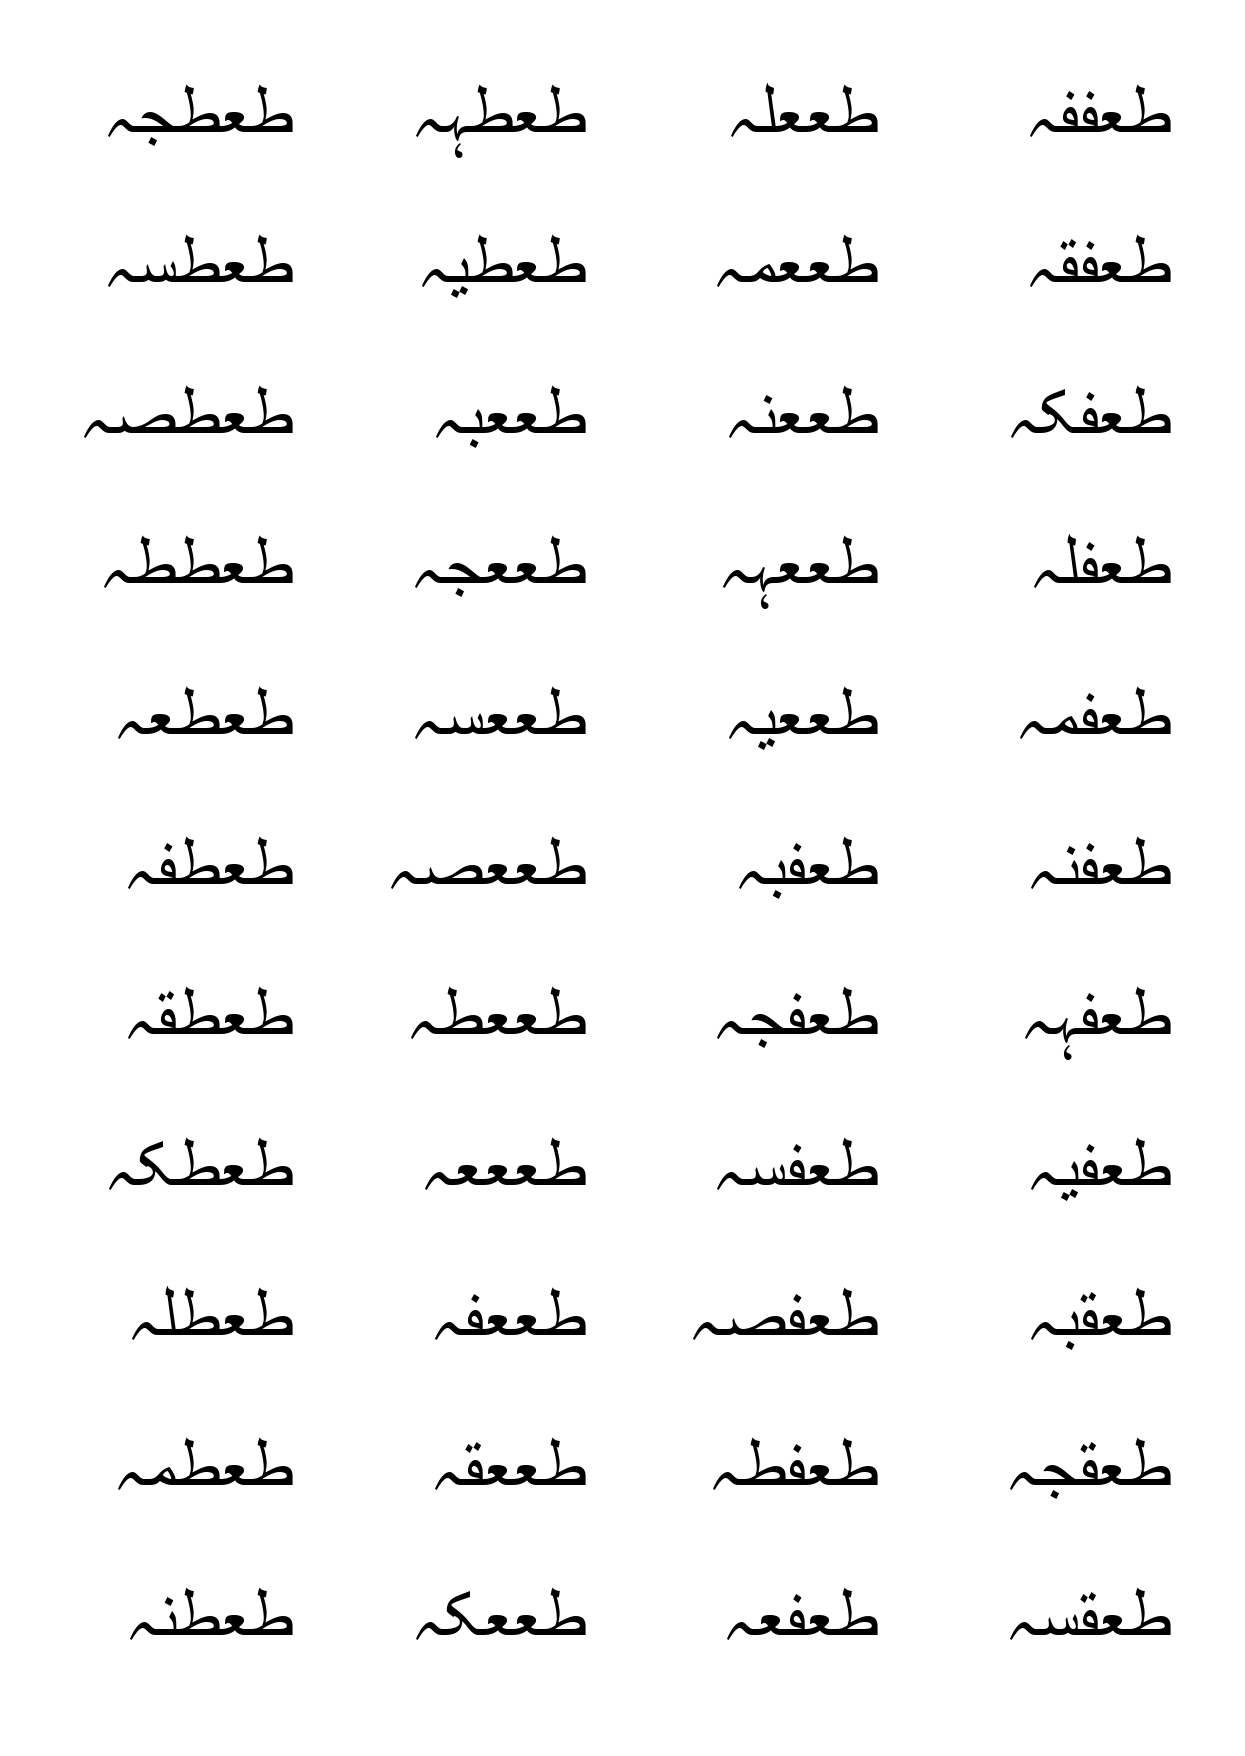 طعففہ طععلہ طعطہہ طعطجہ
طعفقہ طععمہ طعطیہ طعطسہ
طعفکہ طععنہ طععبہ طعطصہ
طعفلہ طععہہ طععجہ طعططہ
طعفمہ طععیہ طععسہ طعطعہ
طعفنہ طعفبہ طععصہ طعطفہ
طعفہہ طعفجہ طععطہ طعطقہ
طعفیہ طعفسہ طعععہ طعطکہ
طعقبہ طعفصہ طععفہ طعطلہ
طعقجہ طعفطہ طععقہ طعطمہ
طعقسہ طعفعہ طععکہ طعطنہ